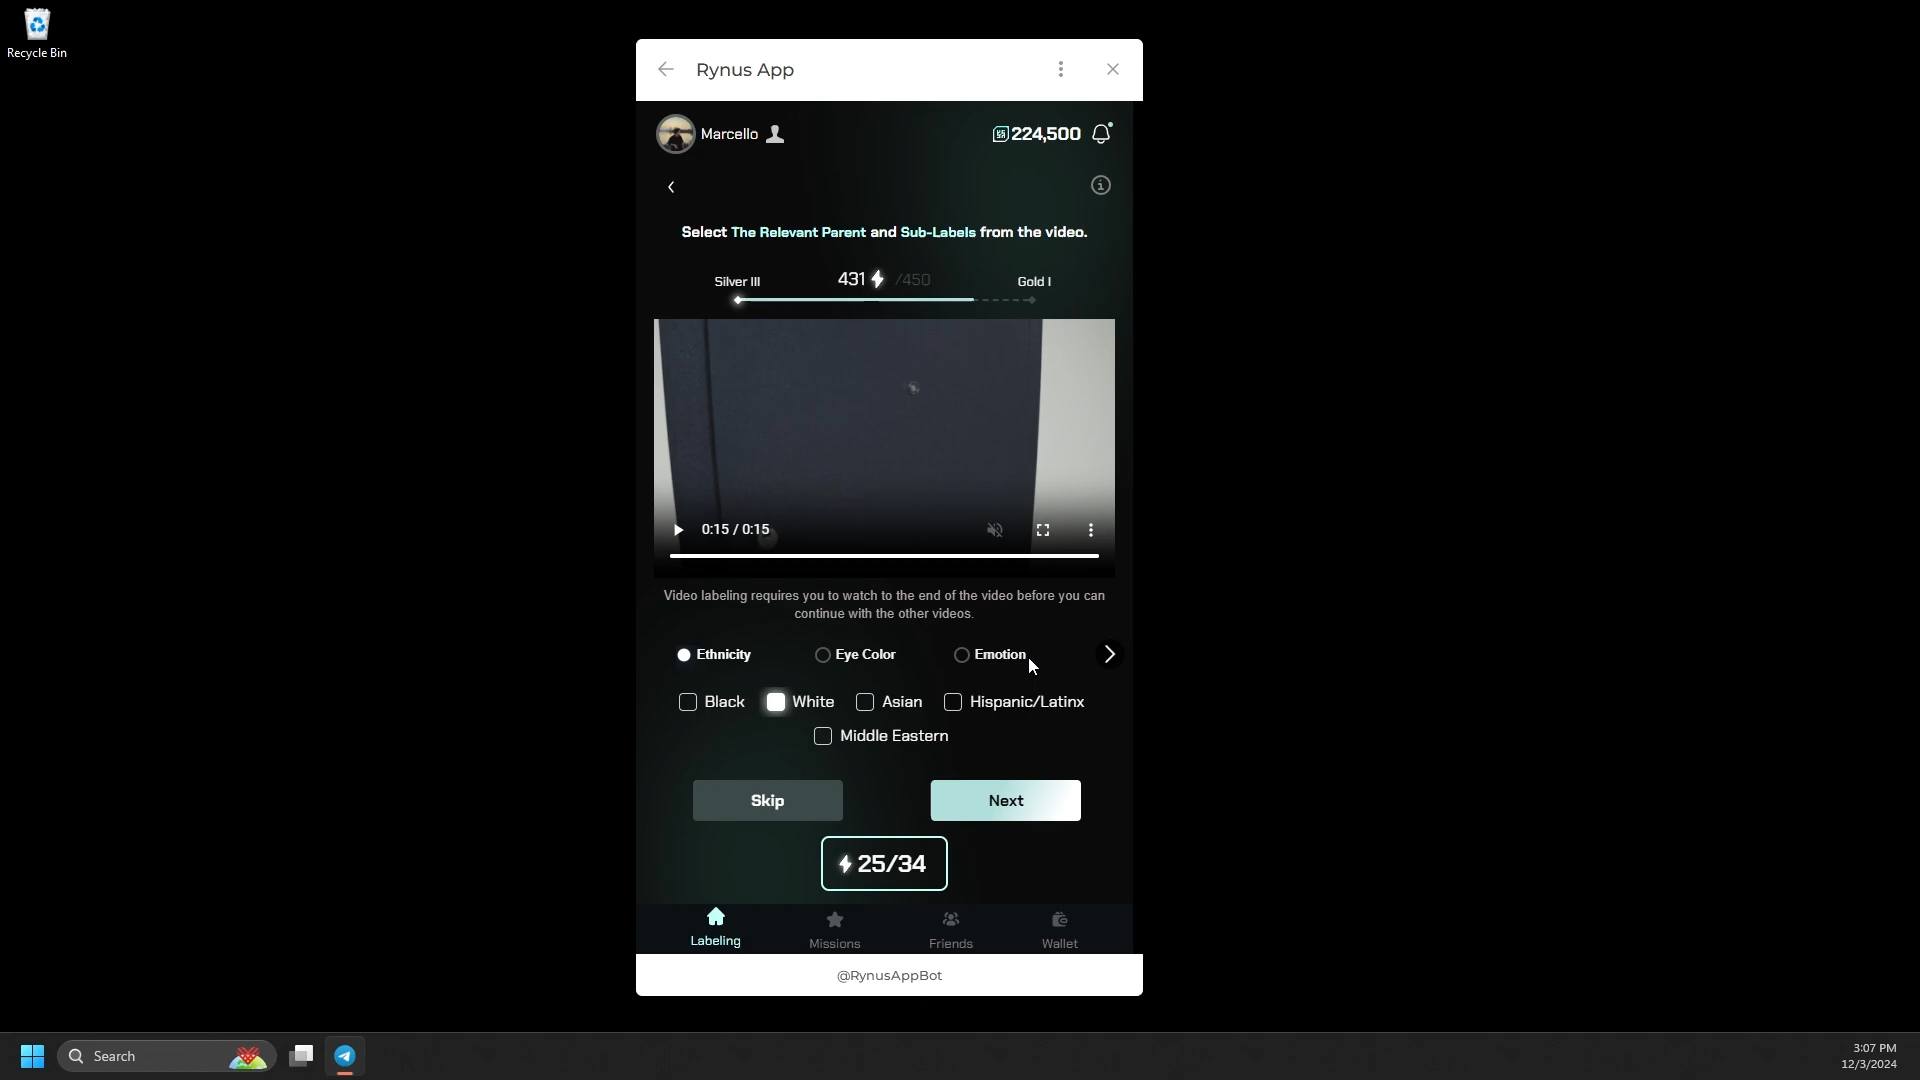 Recycle Bin
Rynus App
Marcello
224,500
Select The Relevant Parent and Sub-Labels from the video.
Silver III 431 /450 Gold I
0:15 / 0:15
Video labeling requires you to watch to the end of the video before you can
continue with the other videos.
Ethnicity Eye Color Emotion
Black White Asian Hispanic/Latinx
Middle Eastern
Skip Next
25/34
Labeling Missions Friends Wallet
@RynusAppBot
Search
3:07 PM
12/3/2024